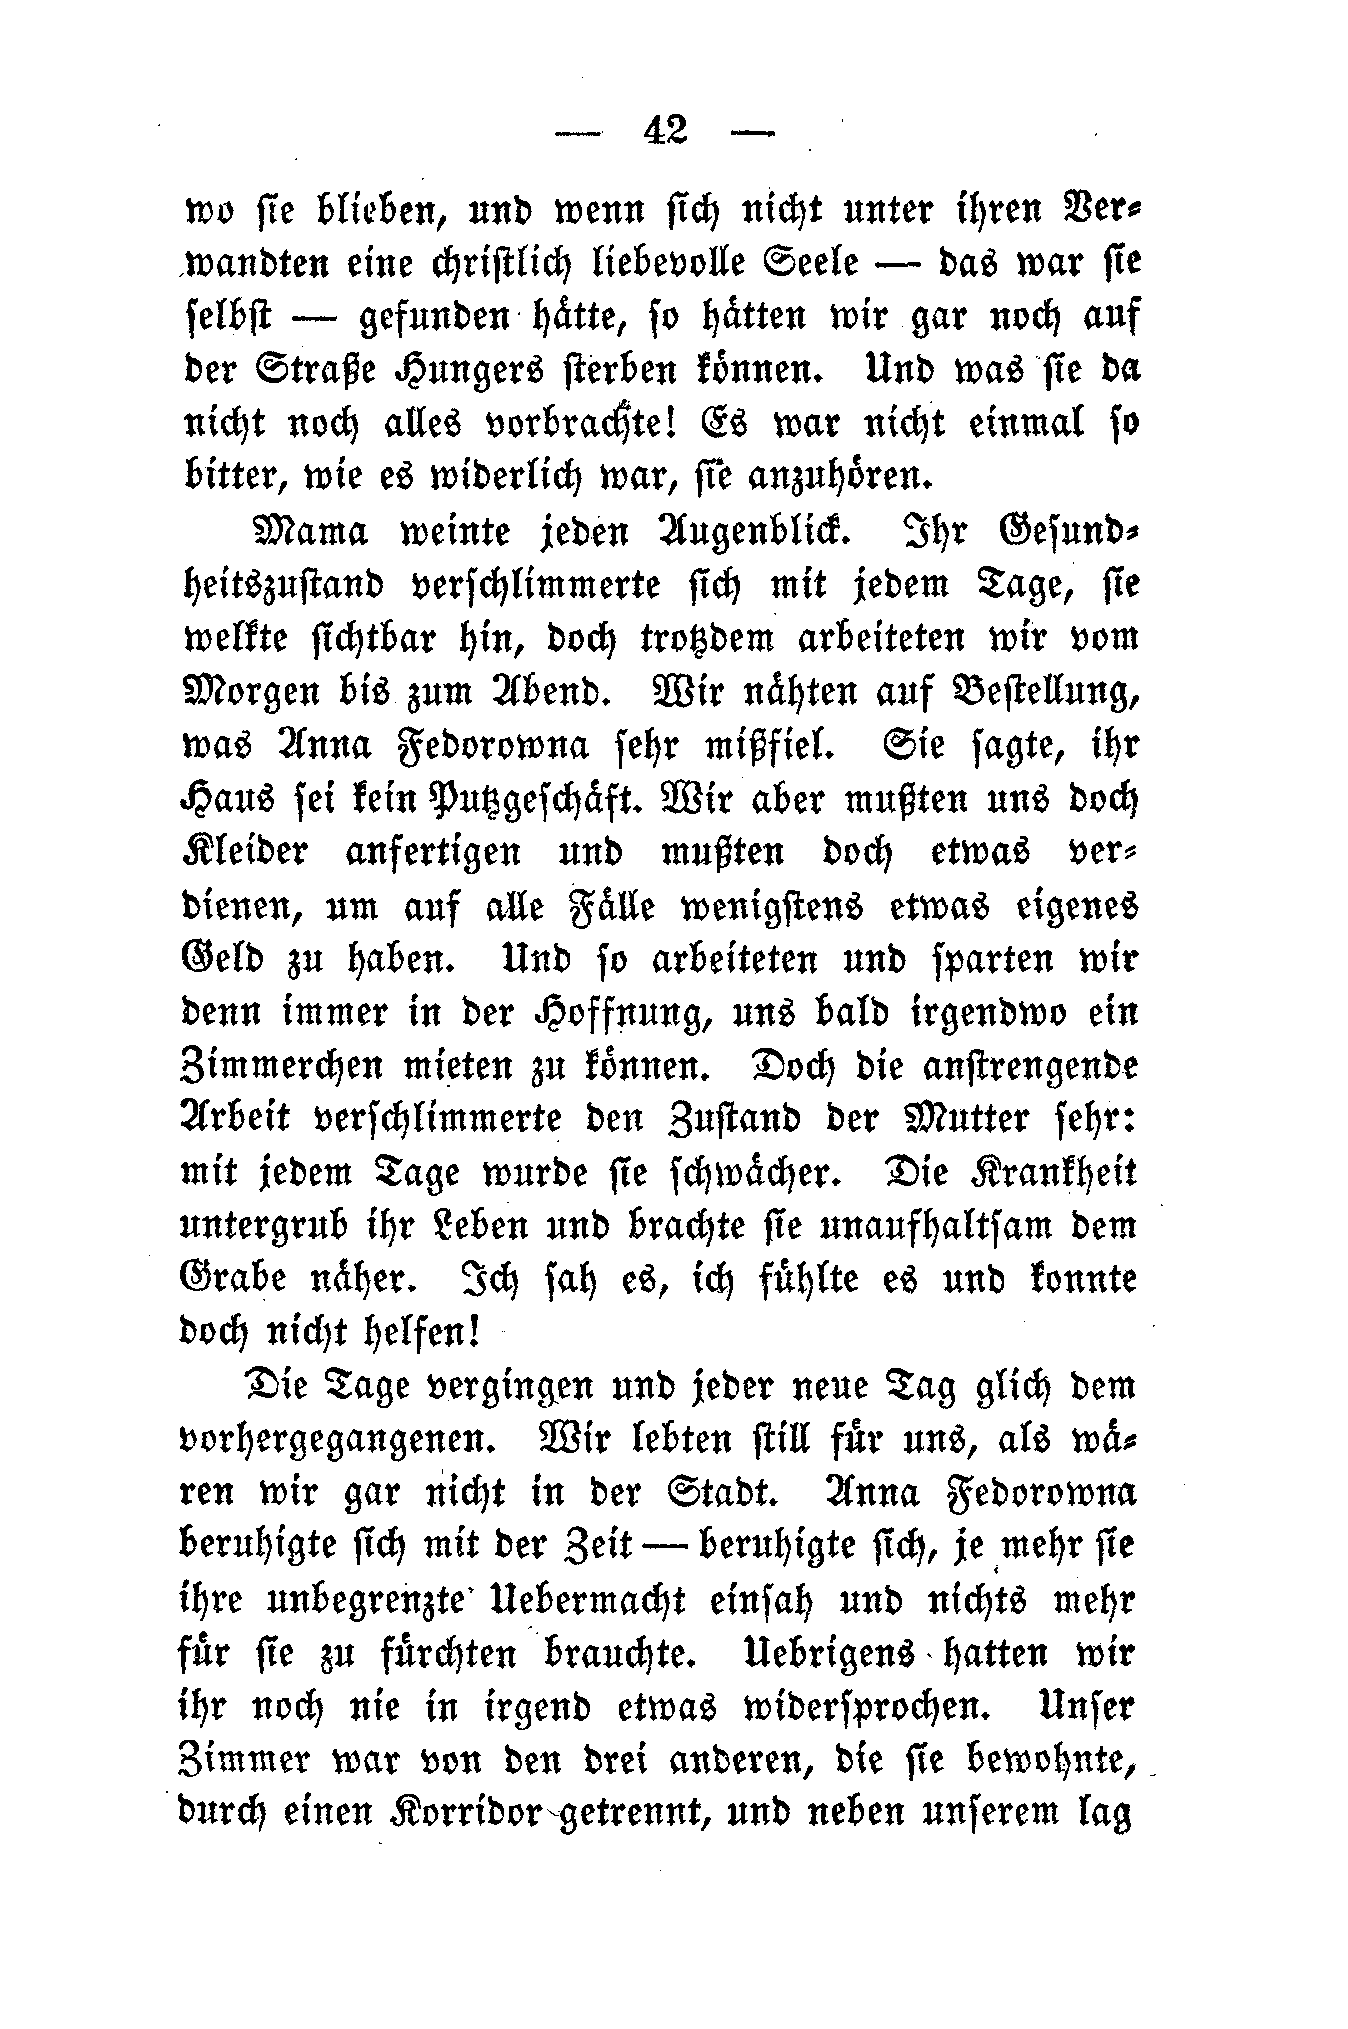 — 42 —
wo sie blieben, und wenn sich nicht unter ihren Ver-
wandten eine christlich liebevolle Seele — das war sie
selbst — gefunden hätte, so hätten wir gar noch auf
der Straße Hungers sterben können. Und was sie da
nicht noch alles vorbrachte! Es war nicht einmal so
bitter, wie es widerlich war, sie anzuhören.
Mama weinte jeden Augenblick. Ihr Gesund-
heitszustand verschlimmerte sich mit jedem Tage, sie
welkte sichtbar hin, doch trotzdem arbeiteten wir vom
Morgen bis zum Abend. Wir nähten auf Bestellung,
was Anna Fedorowna sehr mißfiel. Sie sagte, ihr
Haus sei kein Putzgeschäft. Wir aber mußten uns doch
Kleider anfertigen und mußten doch etwas ver-
dienen, um auf alle Fälle wenigstens etwas eigenes
Geld zu haben. Und so arbeiteten und sparten wir
denn immer in der Hoffnung, uns bald irgendwo ein
Zimmerchen mieten zu können. Doch die anstrengende
Arbeit verschlimmerte den Zustand der Mutter sehr:
mit jedem Tage wurde sie schwächer. Die Krankheit
untergrub ihr Leben und brachte sie unaufhaltsam dem
Grabe näher. Ich sah es, ich fühlte es und konnte
doch nicht helfen!
Die Tage vergingen und jeder neue Tag glich dem
vorhergegangenen. Wir lebten still für uns, als wä-
ren wir gar nicht in der Stadt. Anna Fedorowna
beruhigte sich mit der Zeit — beruhigte sich, je mehr sie
ihre unbegrenzte Uebermacht einsah und nichts mehr
für sie zu fürchten brauchte. Uebrigens hatten wir
ihr noch nie in irgend etwas widersprochen. Unser
Zimmer war von den drei anderen, die sie bewohnte,
durch einen Korridor getrennt, und neben unserem lag